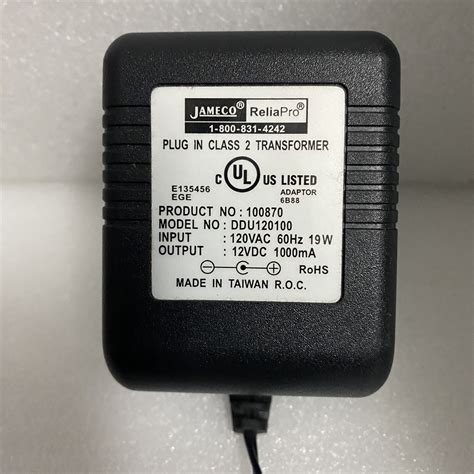 JAMECO® ReliaPro®
1-800-831-4242
PLUG IN CLASS 2 TRANSFORMER
C UL® US LISTED
E135456
EGE
ADAPTOR
6B88
PRODUCT NO : 100870
MODEL NO : DDU120100
INPUT : 120VAC 60Hz 19W
OUTPUT : 12VDC 1000mA
RoHS
MADE IN TAIWAN R.O.C.